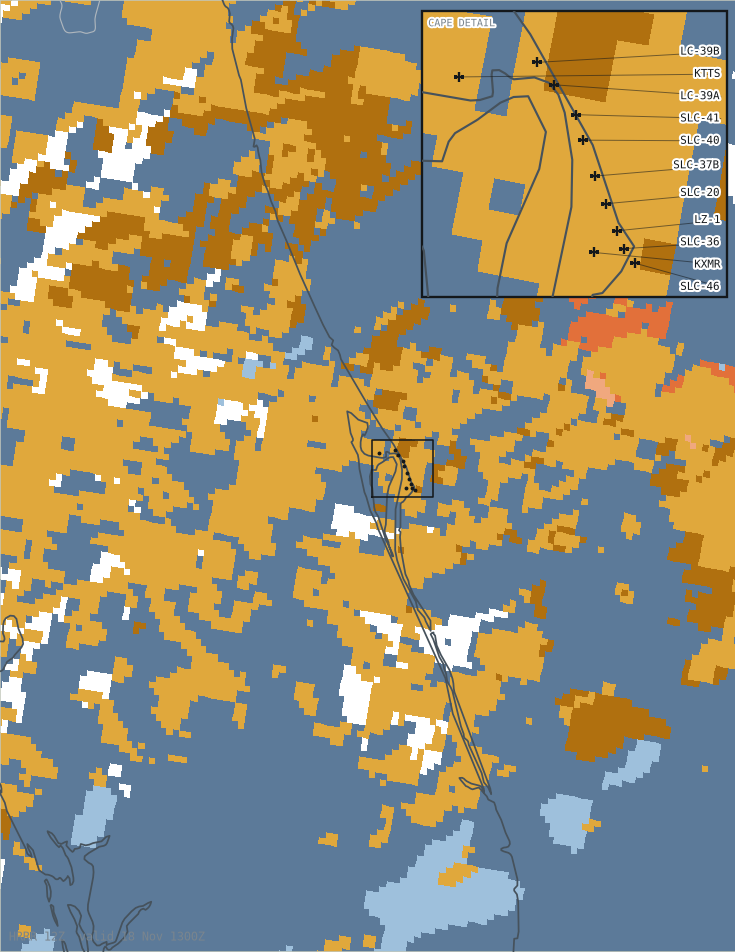 CAPE DETAIL
LC-39B
KTTS
LC-39A
SLC-41
SLC-40
SLC-37B
SLC-20
LZ-1
SLC-36
KXMR
SLC-46